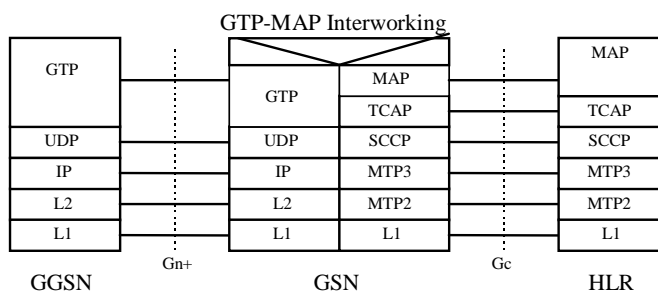 GTP-MAP Interworking
GTP MAP MAP
GTP
TCAP TCAP
UDP UDP SCCP SCCP
IP IP MTP3 MTP3
L2 L2 MTP2 MTP2
L1 L1 L1 L1
Gn+ Gc
GGSN GSN HLR